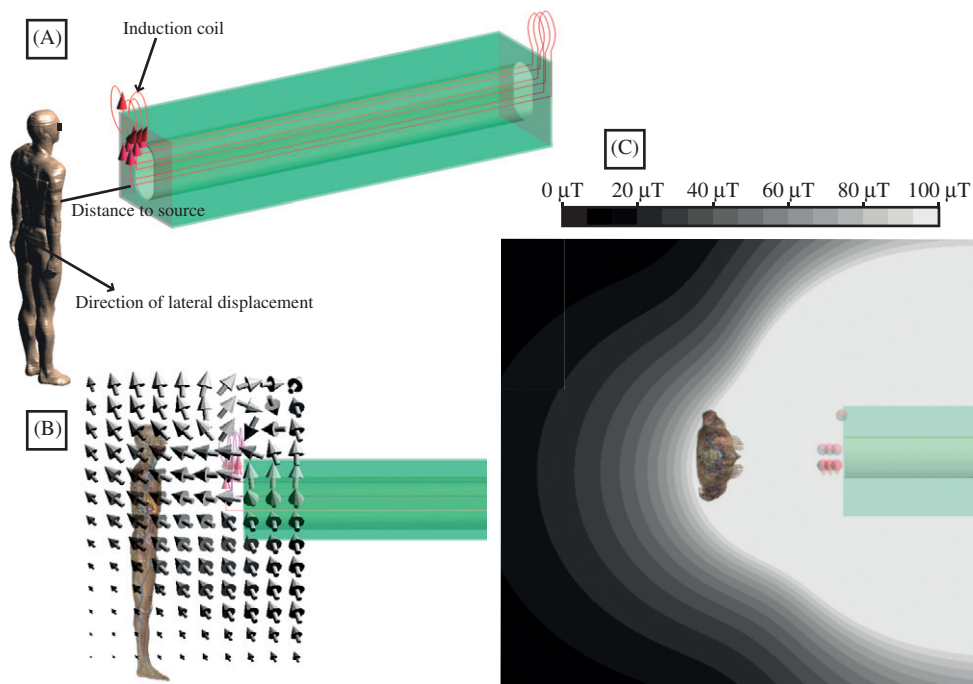 (A)
Induction coil
Distance to source
Direction of lateral displacement
(B)
(C)
0 µT 20 µT 40 µT 60 µT 80 µT 100 µT